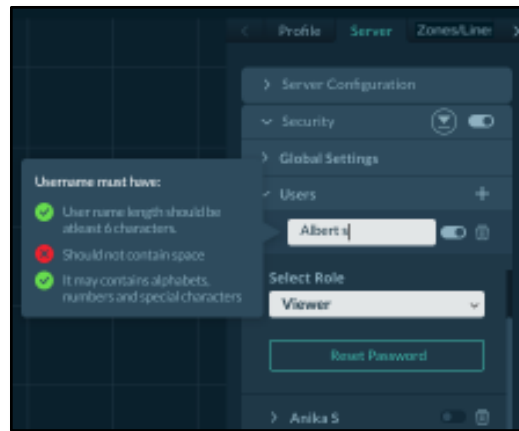 Profile Server Zones/Lines
Server Configuration
Security
Global Settings
Username must have:
Users
User name length should be
atleast 6 characters.
Albert s
Should not contain space
It may contains alphabets,
numbers and special characters
Select Role
Viewer
Reset Password
Anika S